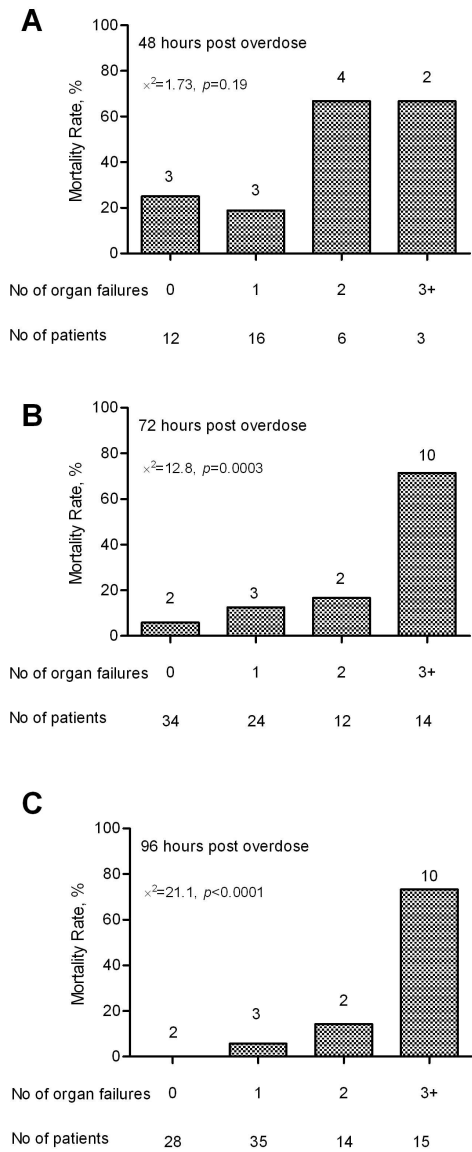 A
48 hours post overdose
×²=1.73, p=0.19
Mortality Rate, %
100
80
60
40
20
0
3 3 4 2
No of organ failures 0 1 2 3+
No of patients 12 16 6 3
B
72 hours post overdose
×²=12.8, p=0.0003
Mortality Rate, %
100
80
60
40
20
0
2 3 2 10
No of organ failures 0 1 2 3+
No of patients 34 24 12 14
C
96 hours post overdose
×²=21.1, p<0.0001
Mortality Rate, %
100
80
60
40
20
0
2 3 2 10
No of organ failures 0 1 2 3+
No of patients 28 35 14 15